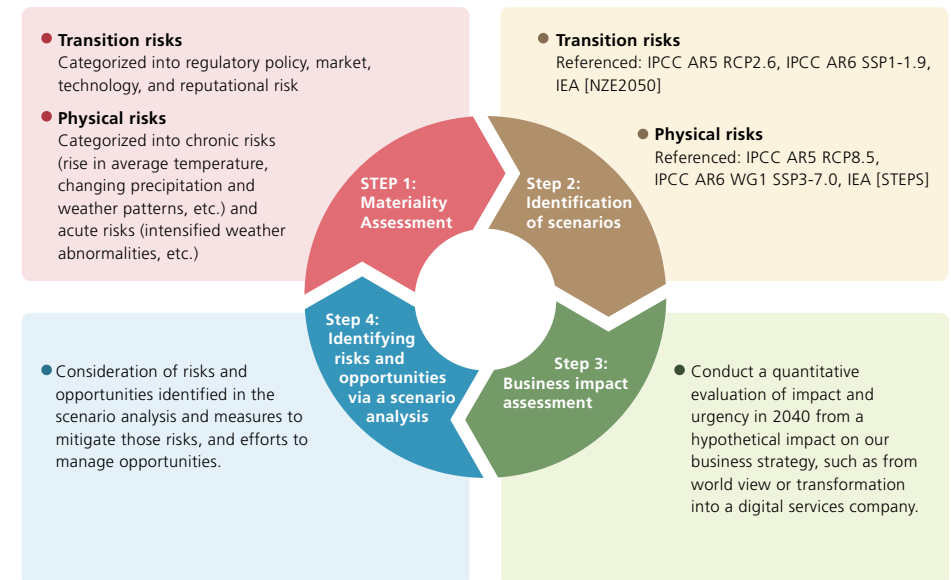 Transition risks
Categorized into regulatory policy, market,
technology, and reputational risk
Physical risks
Categorized into chronic risks
(rise in average temperature,
changing precipitation and
weather patterns, etc.) and
acute risks (intensified weather
abnormalities, etc.)
STEP 1:
Materiality
Assessment
Transition risks
Referenced: IPCC AR5 RCP2.6, IPCC AR6 SSP1-1.9,
IEA [NZE2050]
Physical risks
Referenced: IPCC AR5 RCP8.5,
IPCC AR6 WG1 SSP3-7.0, IEA [STEPS]
Step 2:
Identification
of scenarios
Step 3:
Business impact
assessment
Conduct a quantitative
evaluation of impact and
urgency in 2040 from a
hypothetical impact on our
business strategy, such as from
world view or transformation
into a digital services company.
Step 4:
Identifying
risks and
opportunities
via a scenario
analysis
Consideration of risks and
opportunities identified in the
scenario analysis and measures to
mitigate those risks, and efforts to
manage opportunities.